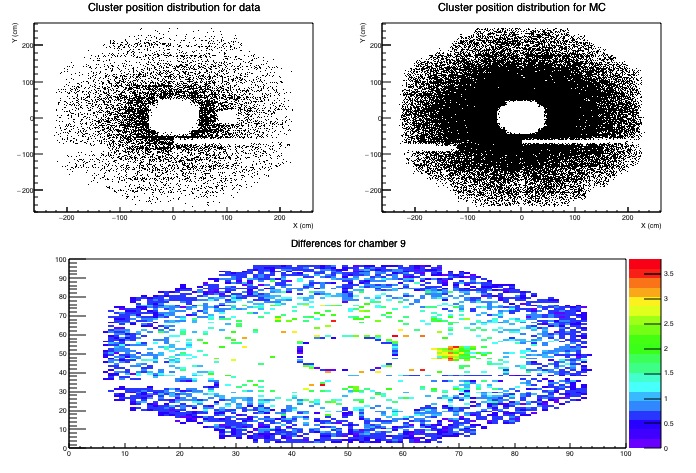 Cluster position distribution for data
Y (cm)
200
100
0
−100
−200
−200 −100 0 100 200
X (cm)
Cluster position distribution for MC
Y (cm)
200
100
0
−100
−200
−200 −100 0 100 200
X (cm)
Differences for chamber 9
100
90
80
70
60
50
40
30
20
10
0
0 10 20 30 40 50 60 70 80 90 100
3.5
3
2.5
2
1.5
1
0.5
0